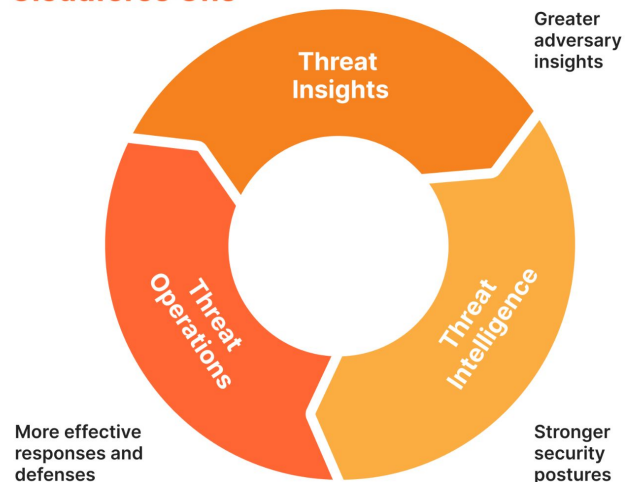 Threat
Insights
Greater
adversary
insights
Threat
Intelligence
Threat
Operations
More effective
responses and
defenses
Stronger
security
postures